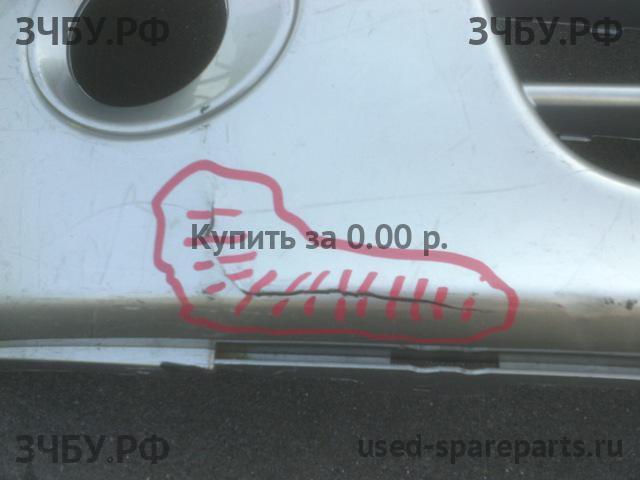 ЗЧБУ.РФ ЗЧБУ.РФ
Купить за 0.00 р.
ЗЧБУ.РФ used-spareparts.ru